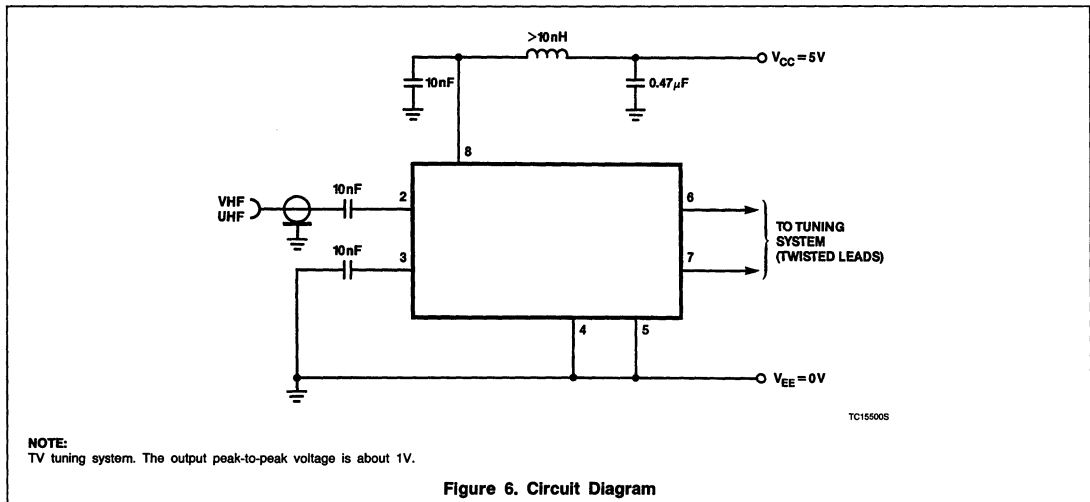 >10nH
V_CC = 5V
10nF
0.47μF
8
10nF
VHF
UHF
2
6
TO TUNING
SYSTEM
(TWISTED LEADS)
10nF
3
7
4
5
V_EE = 0V
TC15500S
NOTE:
TV tuning system. The output peak-to-peak voltage is about 1V.
Figure 6. Circuit Diagram